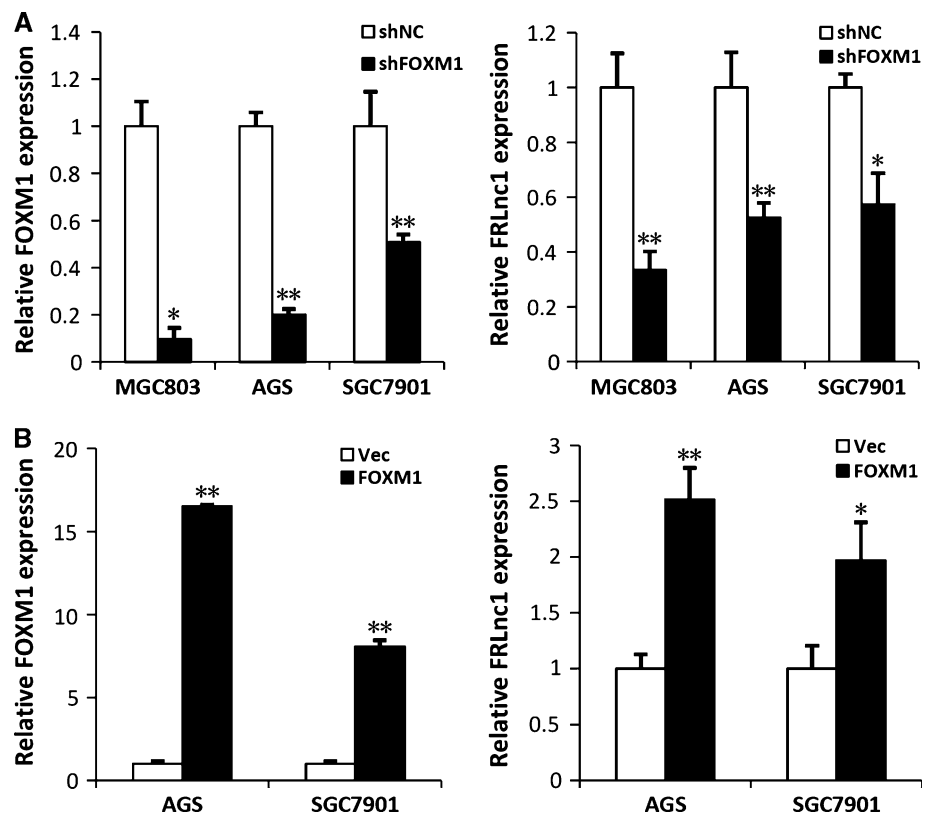 A
Relative FOXM1 expression
1.4
1.2
1
0.8
0.6
0.4
0.2
0
shNC
shFOXM1
*
**
**
MGC803 AGS SGC7901
Relative FRLnc1 expression
1.2
1
0.8
0.6
0.4
0.2
0
shNC
shFOXM1
**
**
*
MGC803 AGS SGC7901
B
Relative FOXM1 expression
20
15
10
5
0
Vec
FOXM1
**
**
AGS SGC7901
Relative FRLnc1 expression
3
2.5
2
1.5
1
0.5
0
Vec
FOXM1
**
*
AGS SGC7901